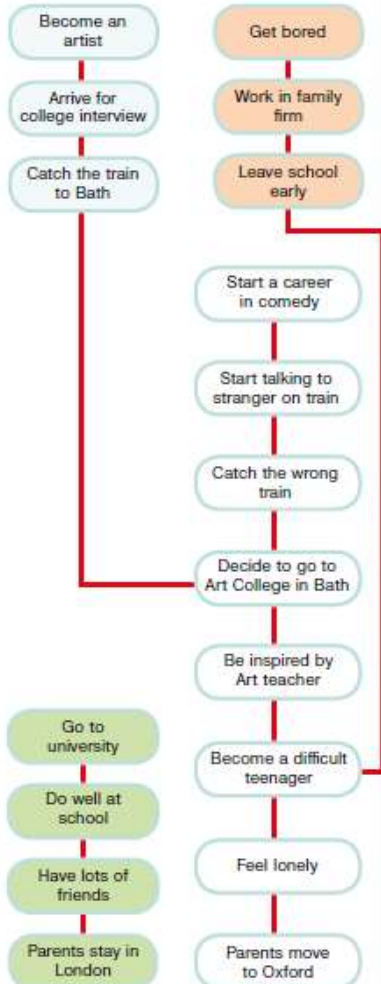 Become an
artist
Arrive for
college interview
Catch the train
to Bath
Get bored
Work in family
firm
Leave school
early
Start a career
in comedy
Start talking to
stranger on train
Catch the wrong
train
Decide to go to
Art College in Bath
Be inspired by
Art teacher
Become a difficult
teenager
Feel lonely
Parents move
to Oxford
Go to
university
Do well at
school
Have lots of
friends
Parents stay in
London